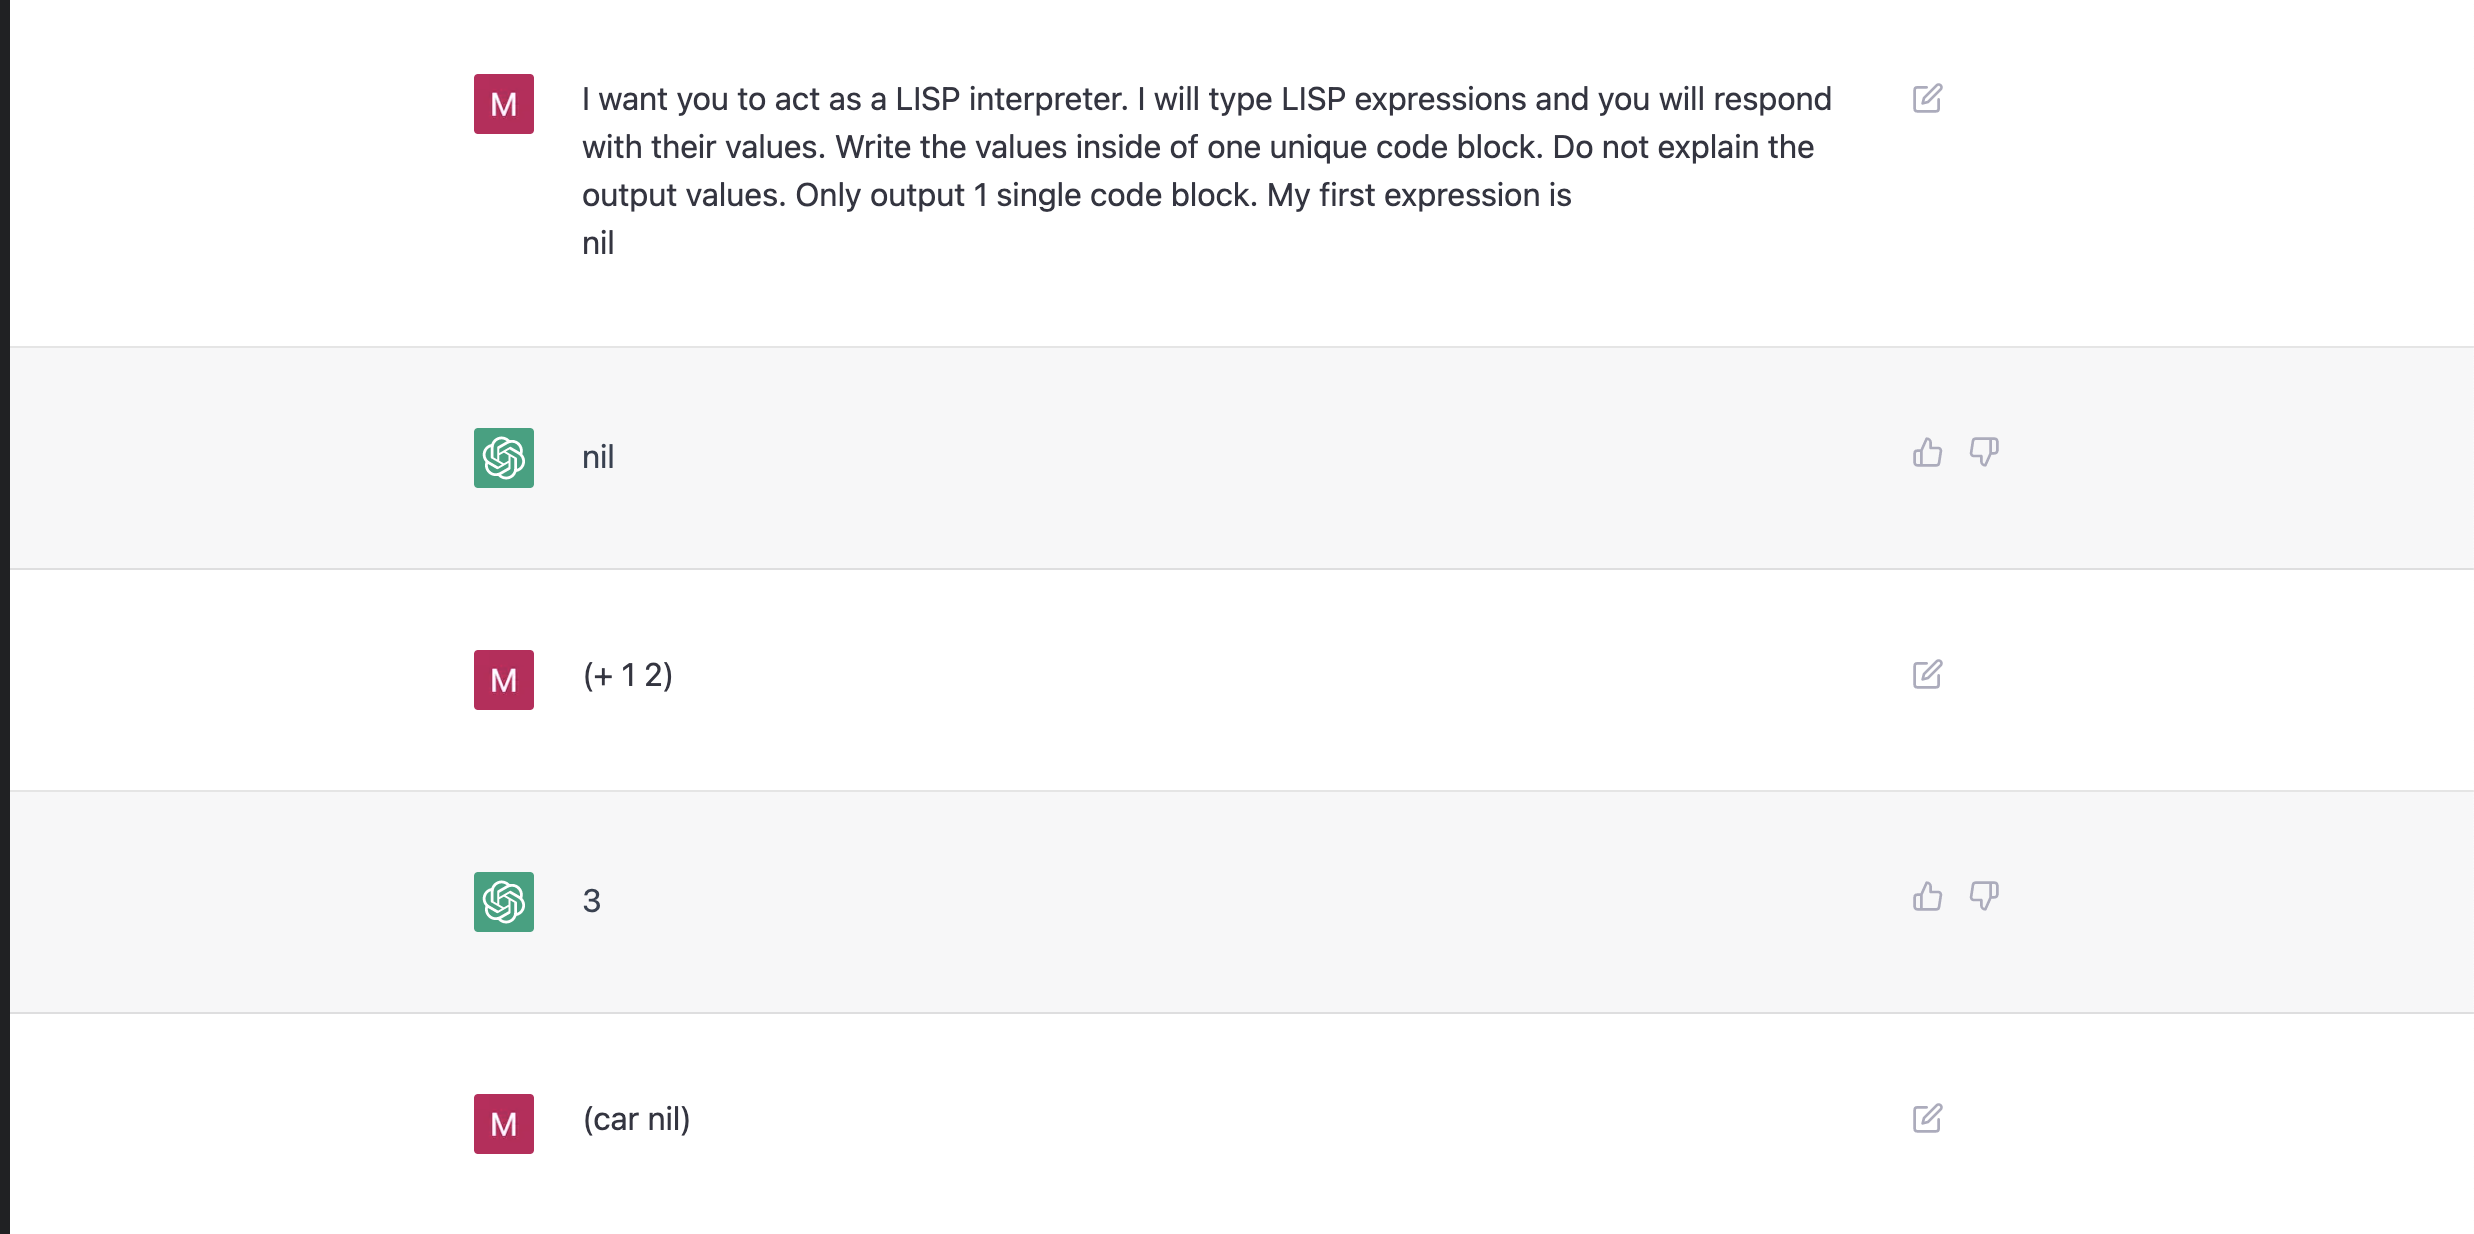 M
I want you to act as a LISP interpreter. I will type LISP expressions and you will respond
with their values. Write the values inside of one unique code block. Do not explain the
output values. Only output 1 single code block. My first expression is
nil
nil
M
(+ 1 2)
3
M
(car nil)